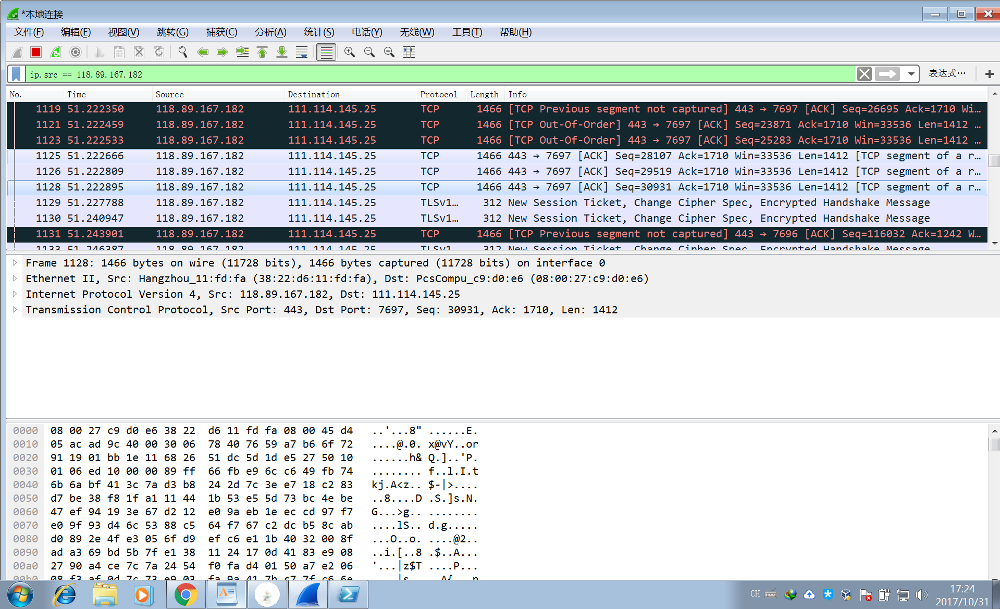 *本地连接
文件(F) 编辑(E) 视图(V) 跳转(G) 捕获(C) 分析(A) 统计(S) 电话(Y) 无线(W) 工具(T) 帮助(H)
ip.src == 118.89.167.182 表达式…
No. Time Source Destination Protocol Length Info
1119 51.222350 118.89.167.182 111.114.145.25 TCP 1466 [TCP Previous segment not captured] 443 → 7697 [ACK] Seq=26695 Ack=1710 Wi…
1121 51.222459 118.89.167.182 111.114.145.25 TCP 1466 [TCP Out-Of-Order] 443 → 7697 [ACK] Seq=23871 Ack=1710 Win=33536 Len=1412 …
1123 51.222533 118.89.167.182 111.114.145.25 TCP 1466 [TCP Out-Of-Order] 443 → 7697 [ACK] Seq=25283 Ack=1710 Win=33536 Len=1412 …
1125 51.222666 118.89.167.182 111.114.145.25 TCP 1466 443 → 7697 [ACK] Seq=28107 Ack=1710 Win=33536 Len=1412 [TCP segment of a r…
1126 51.222809 118.89.167.182 111.114.145.25 TCP 1466 443 → 7697 [ACK] Seq=29519 Ack=1710 Win=33536 Len=1412 [TCP segment of a r…
1128 51.222895 118.89.167.182 111.114.145.25 TCP 1466 443 → 7697 [ACK] Seq=30931 Ack=1710 Win=33536 Len=1412 [TCP segment of a r…
1129 51.227788 118.89.167.182 111.114.145.25 TLSv1… 312 New Session Ticket, Change Cipher Spec, Encrypted Handshake Message
1130 51.240947 118.89.167.182 111.114.145.25 TLSv1… 312 New Session Ticket, Change Cipher Spec, Encrypted Handshake Message
1131 51.243901 118.89.167.182 111.114.145.25 TCP 1466 [TCP Previous segment not captured] 443 → 7696 [ACK] Seq=116032 Ack=1242 W…
1133 51.246387 118.89.167.182 111.114.145.25 TLSv1… 312 New Session Ticket, Change Cipher Spec, Encrypted Handshake Message
Frame 1128: 1466 bytes on wire (11728 bits), 1466 bytes captured (11728 bits) on interface 0
Ethernet II, Src: Hangzhou_11:fd:fa (38:22:d6:11:fd:fa), Dst: PcsCompu_c9:d0:e6 (08:00:27:c9:d0:e6)
Internet Protocol Version 4, Src: 118.89.167.182, Dst: 111.114.145.25
Transmission Control Protocol, Src Port: 443, Dst Port: 7697, Seq: 30931, Ack: 1710, Len: 1412
0000 08 00 27 c9 d0 e6 38 22 d6 11 fd fa 08 00 45 d4 ..'...8" ......E.
0010 05 ac ad 9c 40 00 30 06 78 40 76 59 a7 b6 6f 72 ....@.0. x@vY..or
0020 91 19 01 bb 1e 11 68 26 51 dc 5d 1d e5 27 50 10 ......h& Q.]..'P.
0030 01 06 ed 10 00 00 89 ff 66 fb e9 6c c6 49 fb 74 ........ f..l.I.t
0040 6b 6a bf 41 3c 7a d3 b8 24 2d 7c 3e e7 18 c2 83 kj.A<z.. $-|>....
0050 d7 be 38 f8 1f a1 11 44 1b 53 e5 5d 73 bc 4e be ..8....D .S.]s.N.
0060 47 ef 94 19 3e 67 d2 12 e0 9a eb 1e ec cd 97 f7 G...>g.. ........
0070 e0 9f 93 d4 6c 53 88 c5 64 f7 67 c2 dc b5 8c ab ....lS.. d.g.....
0080 d0 89 2e 4f e3 05 6f d9 ef c6 e1 1b 40 32 00 8f ...O..o. ....@2..
0090 ad a3 69 bd 5b 7f e1 38 11 24 17 0d 41 83 e9 08 ..i.[..8 .$..A...
00a0 27 90 a4 ce 7c 7a 24 54 f0 fa d4 01 50 a7 e2 06 '...|z$T ....P...
00b0 08 f3 af 0d 7c 73 e9 03 fa 9a 41 7b c7 7f c6 6e ....|s.. ..A{...n
CH 17:24
2017/10/31